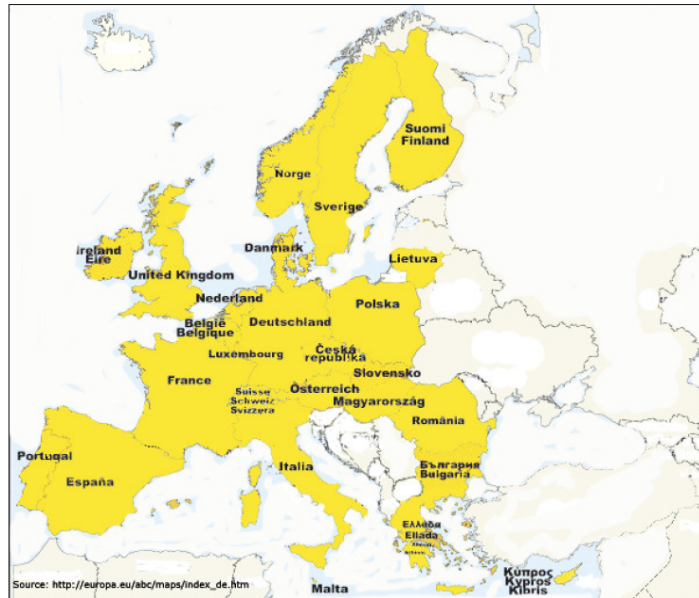 Suomi
Finland
Norge
Sverige
Ireland
Éire
Danmark
United Kingdom
Lietuva
Nederland
Polska
België
Belgique
Deutschland
Luxembourg
Česká
republika
Slovensko
France
Suisse
Schweiz
Svizzera
Österreich
Magyarország
România
Portugal
España
Italia
България
Bulgaria
Ελλάδα
Ellada
Κύπρος
Kypros
Kibris
Malta
Source: http://europa.eu/abc/maps/index_de.htm